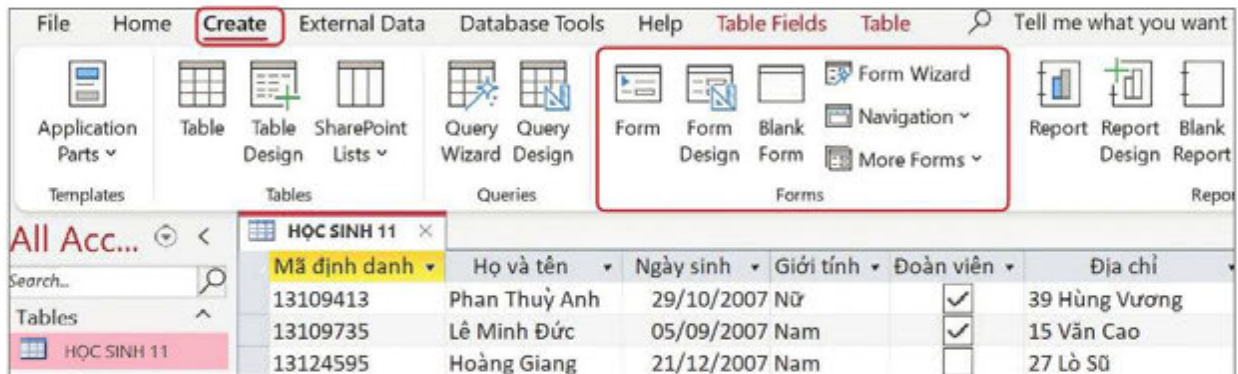 File Home Create External Data Database Tools Help Table Fields Table Tell me what you want
Application Parts
Table
Table Design
SharePoint Lists
Query Wizard
Query Design
Form
Form Design
Blank Form
Form Wizard
Navigation
More Forms
Report
Report Design
Blank Report
Templates Tables Queries Forms Repor
All Acc...
HỌC SINH 11
Search...
Tables
HỌC SINH 11
Mã định danh Họ và tên Ngày sinh Giới tính Đoàn viên Địa chỉ
13109413 Phan Thuỳ Anh 29/10/2007 Nữ 39 Hùng Vương
13109735 Lê Minh Đức 05/09/2007 Nam 15 Văn Cao
13124595 Hoàng Giang 21/12/2007 Nam 27 Lò Sũ